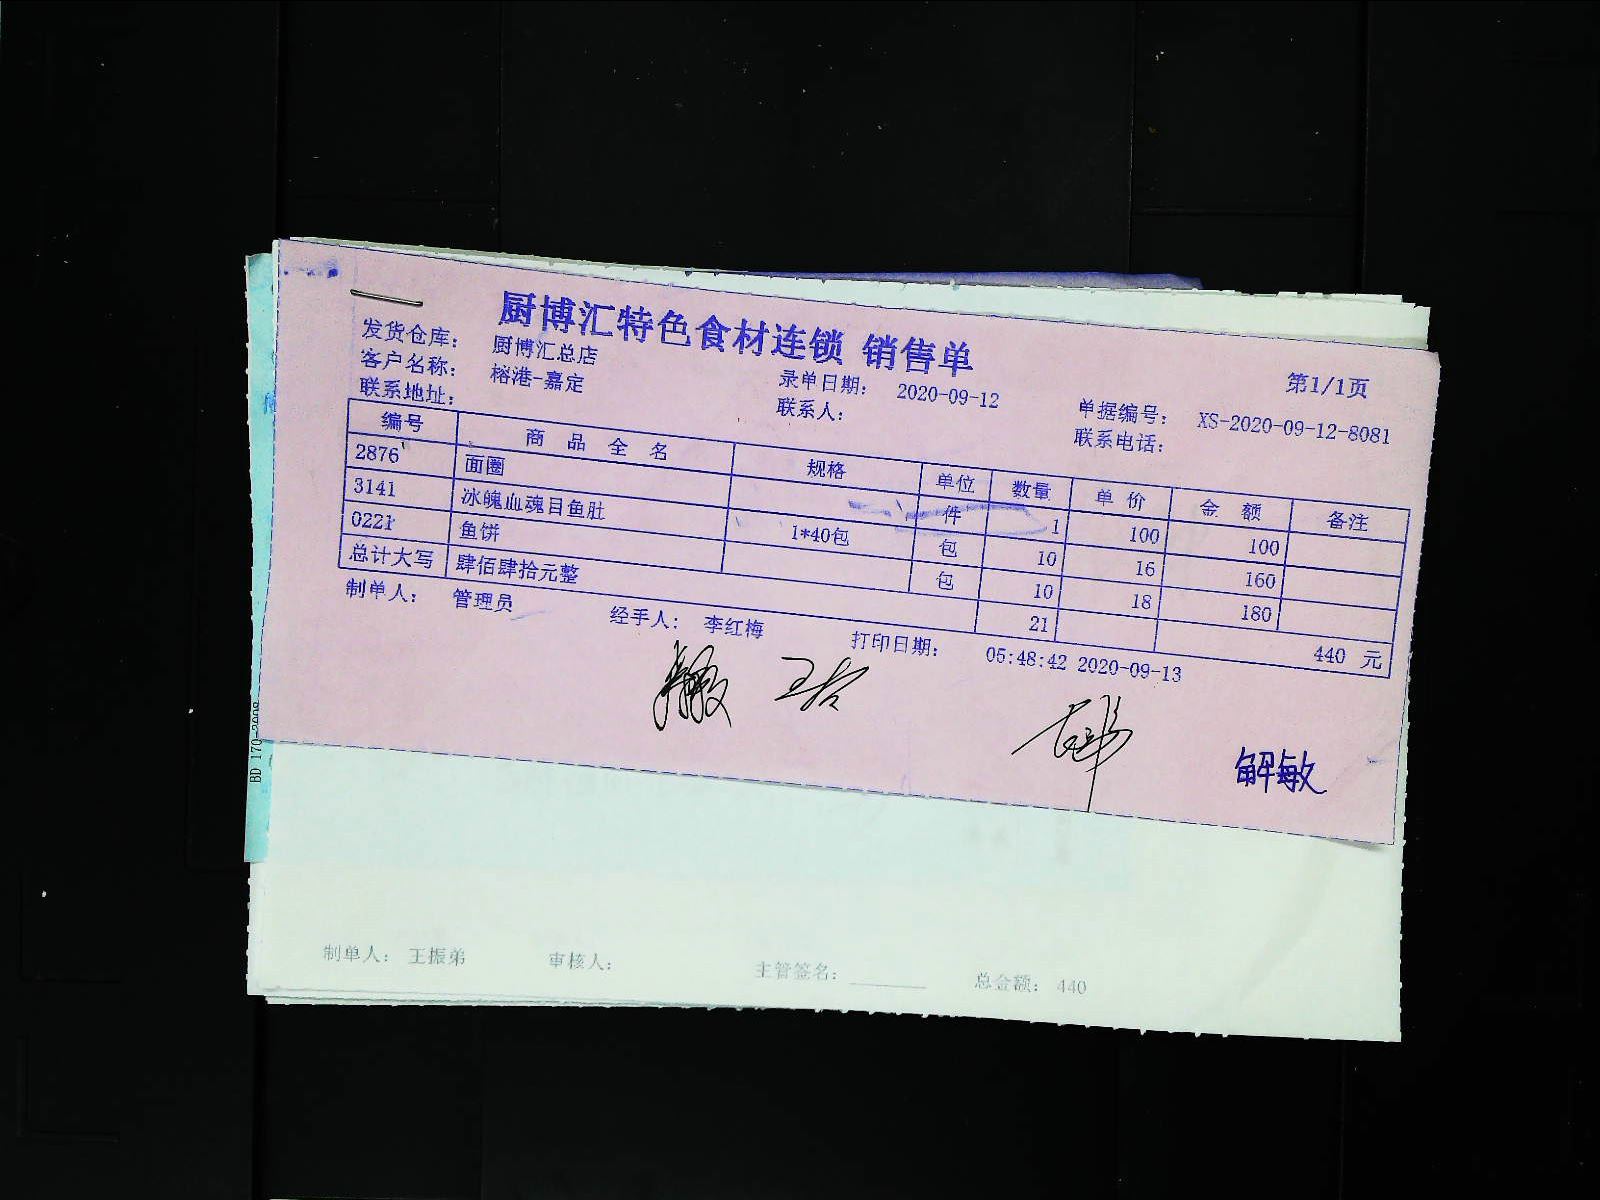 厨博汇特色食材连锁 销售单
第1/1页
发货仓库： 厨博汇总店
客户名称： 榕港-嘉定 录单日期： 2020-09-12 单据编号： XS-2020-09-12-8081
联系地址： 联系人： 联系电话：
编号 商品全名 规格 单位 数量 单价 金额 备注
2876 面圈 件 1 100 100
3141 冰魄血魂目鱼肚 1*40包 包 10 16 160
0221 鱼饼 包 10 18 180
总计大写 肆佰肆拾元整 21 440 元
制单人： 管理员 经手人： 李红梅 打印日期： 05:48:42 2020-09-13
解敏
制单人： 王振弟 审核人： 主管签名： 总金额： 440